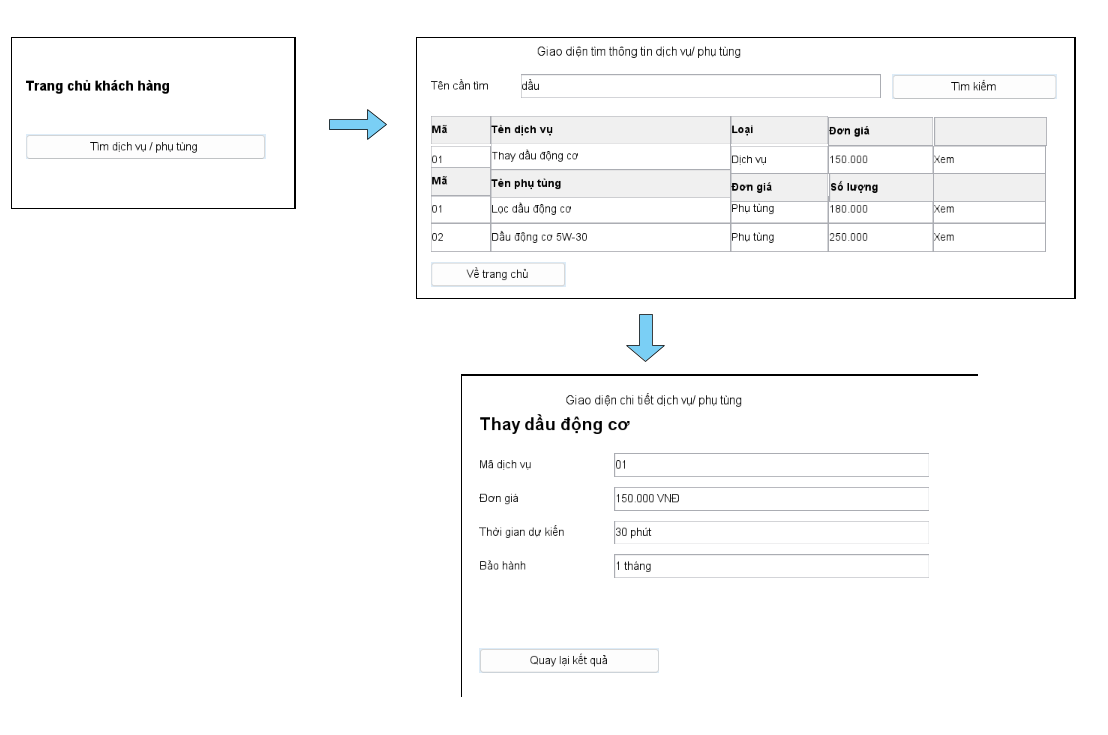 Trang chủ khách hàng
Tìm dịch vụ / phụ tùng
Giao diện tìm thông tin dịch vụ/ phụ tùng
Tên cần tìm dầu Tìm kiếm
Mã Tên dịch vụ Loại Đơn giá
01 Thay dầu động cơ Dịch vụ 150.000 Xem
Mã Tên phụ tùng Đơn giá Số lượng
01 Lọc dầu động cơ Phụ tùng 180.000 Xem
02 Dầu động cơ 5W-30 Phụ tùng 250.000 Xem
Về trang chủ
Giao diện chi tiết dịch vụ/ phụ tùng
Thay dầu động cơ
Mã dịch vụ 01
Đơn giá 150.000 VNĐ
Thời gian dự kiến 30 phút
Bảo hành 1 tháng
Quay lại kết quả